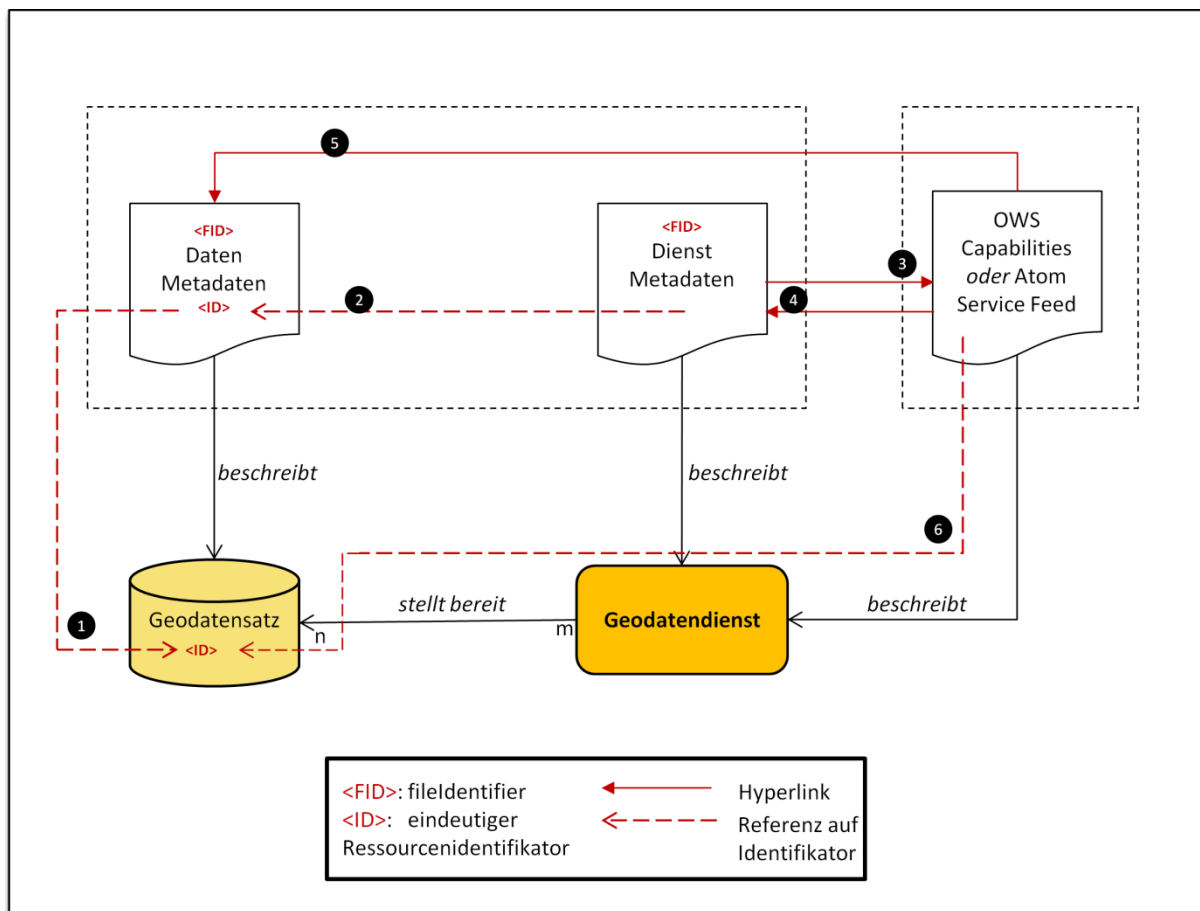 5
<FID>
Daten
Metadaten
<ID>
<FID>
Dienst
Metadaten
OWS
Capabilities
oder Atom
Service Feed
3
2
4
beschreibt
beschreibt
6
Geodatensatz
<ID>
1
n
stellt bereit
m
Geodatendienst
beschreibt
<FID>: fileIdentifier
<ID>: eindeutiger
Ressourcenidentifikator
Hyperlink
Referenz auf
Identifikator